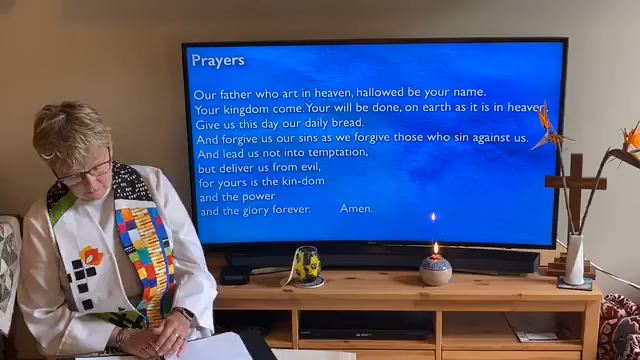 Prayers
Our father who art in heaven, hallowed be your name.
Your kingdom come. Your will be done, on earth as it is in heaven
Give us this day our daily bread.
And forgive us our sins as we forgive those who sin against us.
And lead us not into temptation,
but deliver us from evil,
for yours is the kin-dom
and the power
and the glory forever. Amen.
SONY